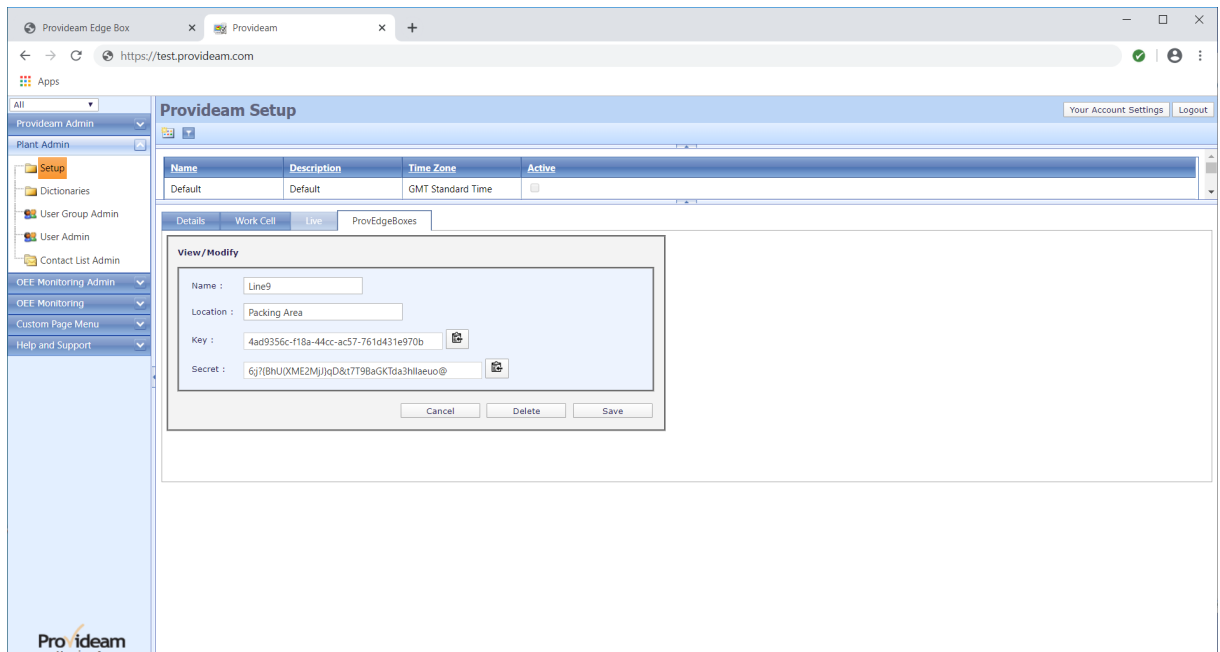 Provideam Edge Box
Provideam
https://test.provideam.com
Apps
All
Provideam Admin
Plant Admin
Setup
Dictionaries
User Group Admin
User Admin
Contact List Admin
OEE Monitoring Admin
OEE Monitoring
Custom Page Menu
Help and Support
Provideam
Provideam Setup
Your Account Settings Logout
Name Description Time Zone Active
Default Default GMT Standard Time
Details Work Cell Live ProvEdgeBoxes
View/Modify
Name : Line9
Location : Packing Area
Key : 4ad9356c-f18a-44cc-ac57-761d431e970b
Secret : 6;j?(BhU(XME2MjJ)qD&t7T9BaGKTda3hIlaeuo@
Cancel Delete Save